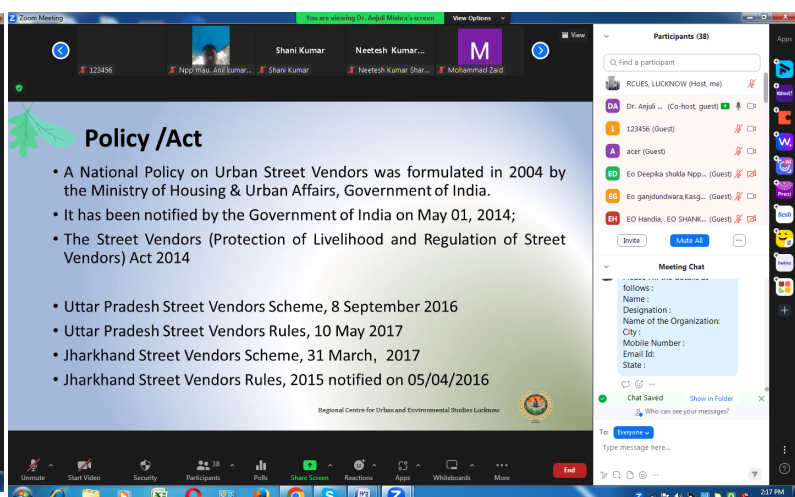 Zoom Meeting
You are viewing Dr. Anjuli Mishra's screen
View Options
View
123456
Npp mau. Anil kumar...
Shani Kumar
Shani Kumar
Neetesh Kumar...
Neetesh Kumar Shar...
M
Mohammad Zaid
Policy /Act
• A National Policy on Urban Street Vendors was formulated in 2004 by
the Ministry of Housing & Urban Affairs, Government of India.
• It has been notified by the Government of India on May 01, 2014;
• The Street Vendors (Protection of Livelihood and Regulation of Street
Vendors) Act 2014
• Uttar Pradesh Street Vendors Scheme, 8 September 2016
• Uttar Pradesh Street Vendors Rules, 10 May 2017
• Jharkhand Street Vendors Scheme, 31 March, 2017
• Jharkhand Street Vendors Rules, 2015 notified on 05/04/2016
Regional Centre for Urban and Environmental Studies Lucknow
Unmute
Start Video
Security
38
Participants
Polls
Share Screen
Reactions
Apps
Whiteboards
More
End
Participants (38)
Find a participant
RCUES, LUCKNOW (Host, me)
DA Dr. Anjuli ... (Co-host, guest)
1 123456 (Guest)
A acer (Guest)
ED Eo Deepika shukla Npp... (Guest)
EG Eo ganjdundwara,Kasg... (Guest)
EH EO Handia, EO SHANK... (Guest)
Invite
Mute All
Meeting Chat
follows :
Name :
Designation :
Name of the Organization:
City :
Mobile Number :
Email Id:
State :
Chat Saved
Show in Folder
Who can see your messages?
To: Everyone
Type message here...
Apps
Prezi
twine
2:17 PM